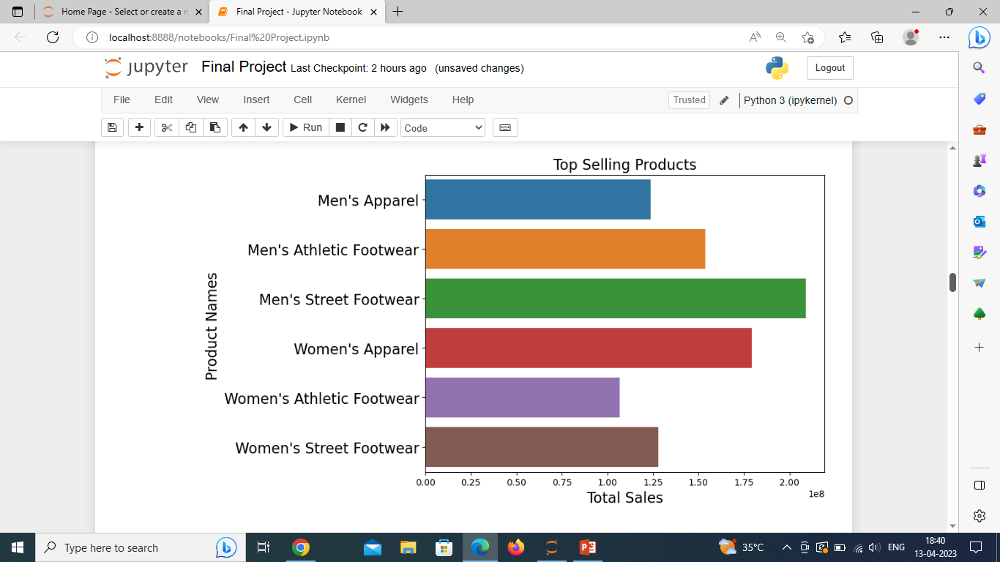 Home Page - Select or create a n
Final Project - Jupyter Notebook
localhost:8888/notebooks/Final%20Project.ipynb
jupyter Final Project Last Checkpoint: 2 hours ago (unsaved changes)
Logout
File Edit View Insert Cell Kernel Widgets Help
Trusted
Python 3 (ipykernel)
Run
Code
Top Selling Products
Product Names
Men's Apparel
Men's Athletic Footwear
Men's Street Footwear
Women's Apparel
Women's Athletic Footwear
Women's Street Footwear
0.00 0.25 0.50 0.75 1.00 1.25 1.50 1.75 2.00
1e8
Total Sales
Type here to search
35°C
ENG
18:40
13-04-2023